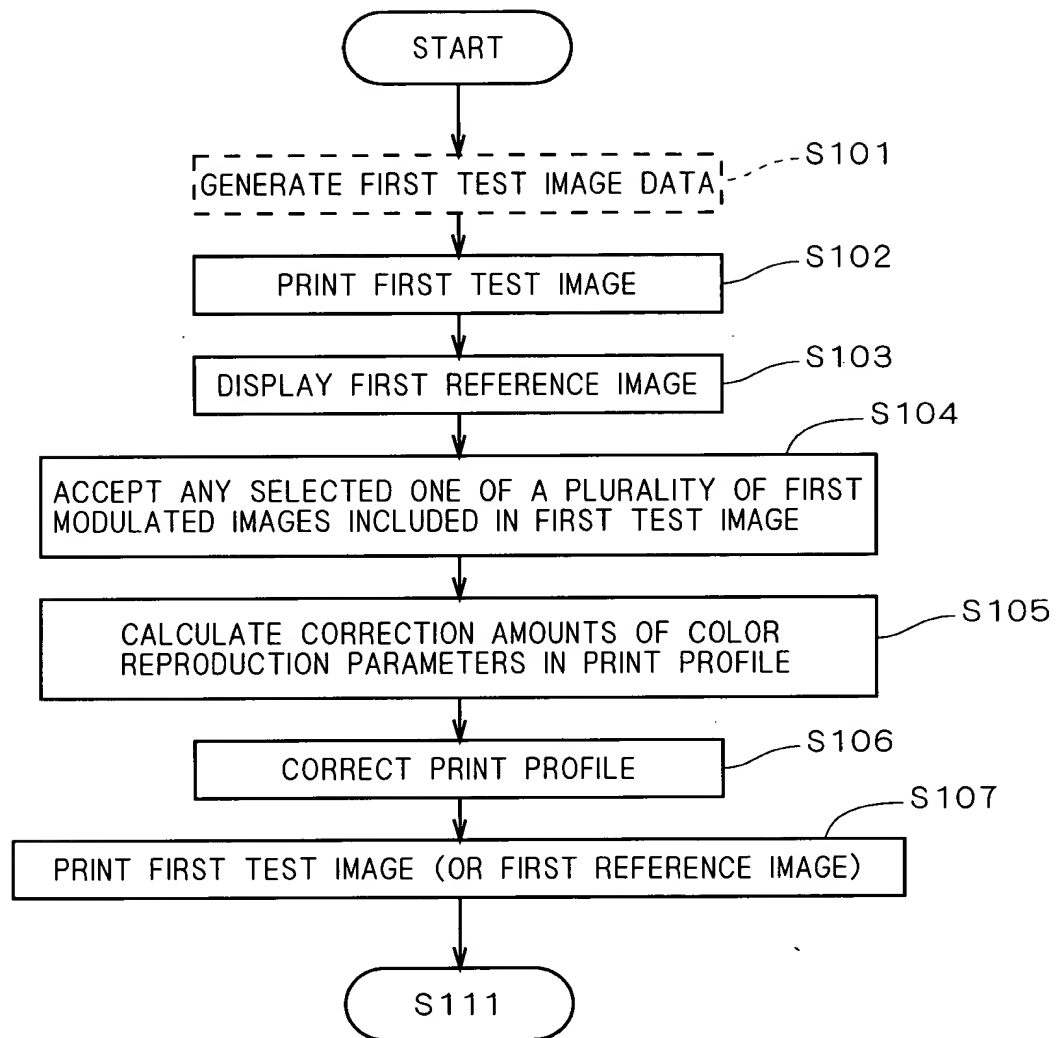 START
S101
GENERATE FIRST TEST IMAGE DATA
S102
PRINT FIRST TEST IMAGE
S103
DISPLAY FIRST REFERENCE IMAGE
S104
ACCEPT ANY SELECTED ONE OF A PLURALITY OF FIRST
MODULATED IMAGES INCLUDED IN FIRST TEST IMAGE
S105
CALCULATE CORRECTION AMOUNTS OF COLOR
REPRODUCTION PARAMETERS IN PRINT PROFILE
S106
CORRECT PRINT PROFILE
S107
PRINT FIRST TEST IMAGE (OR FIRST REFERENCE IMAGE)
S111